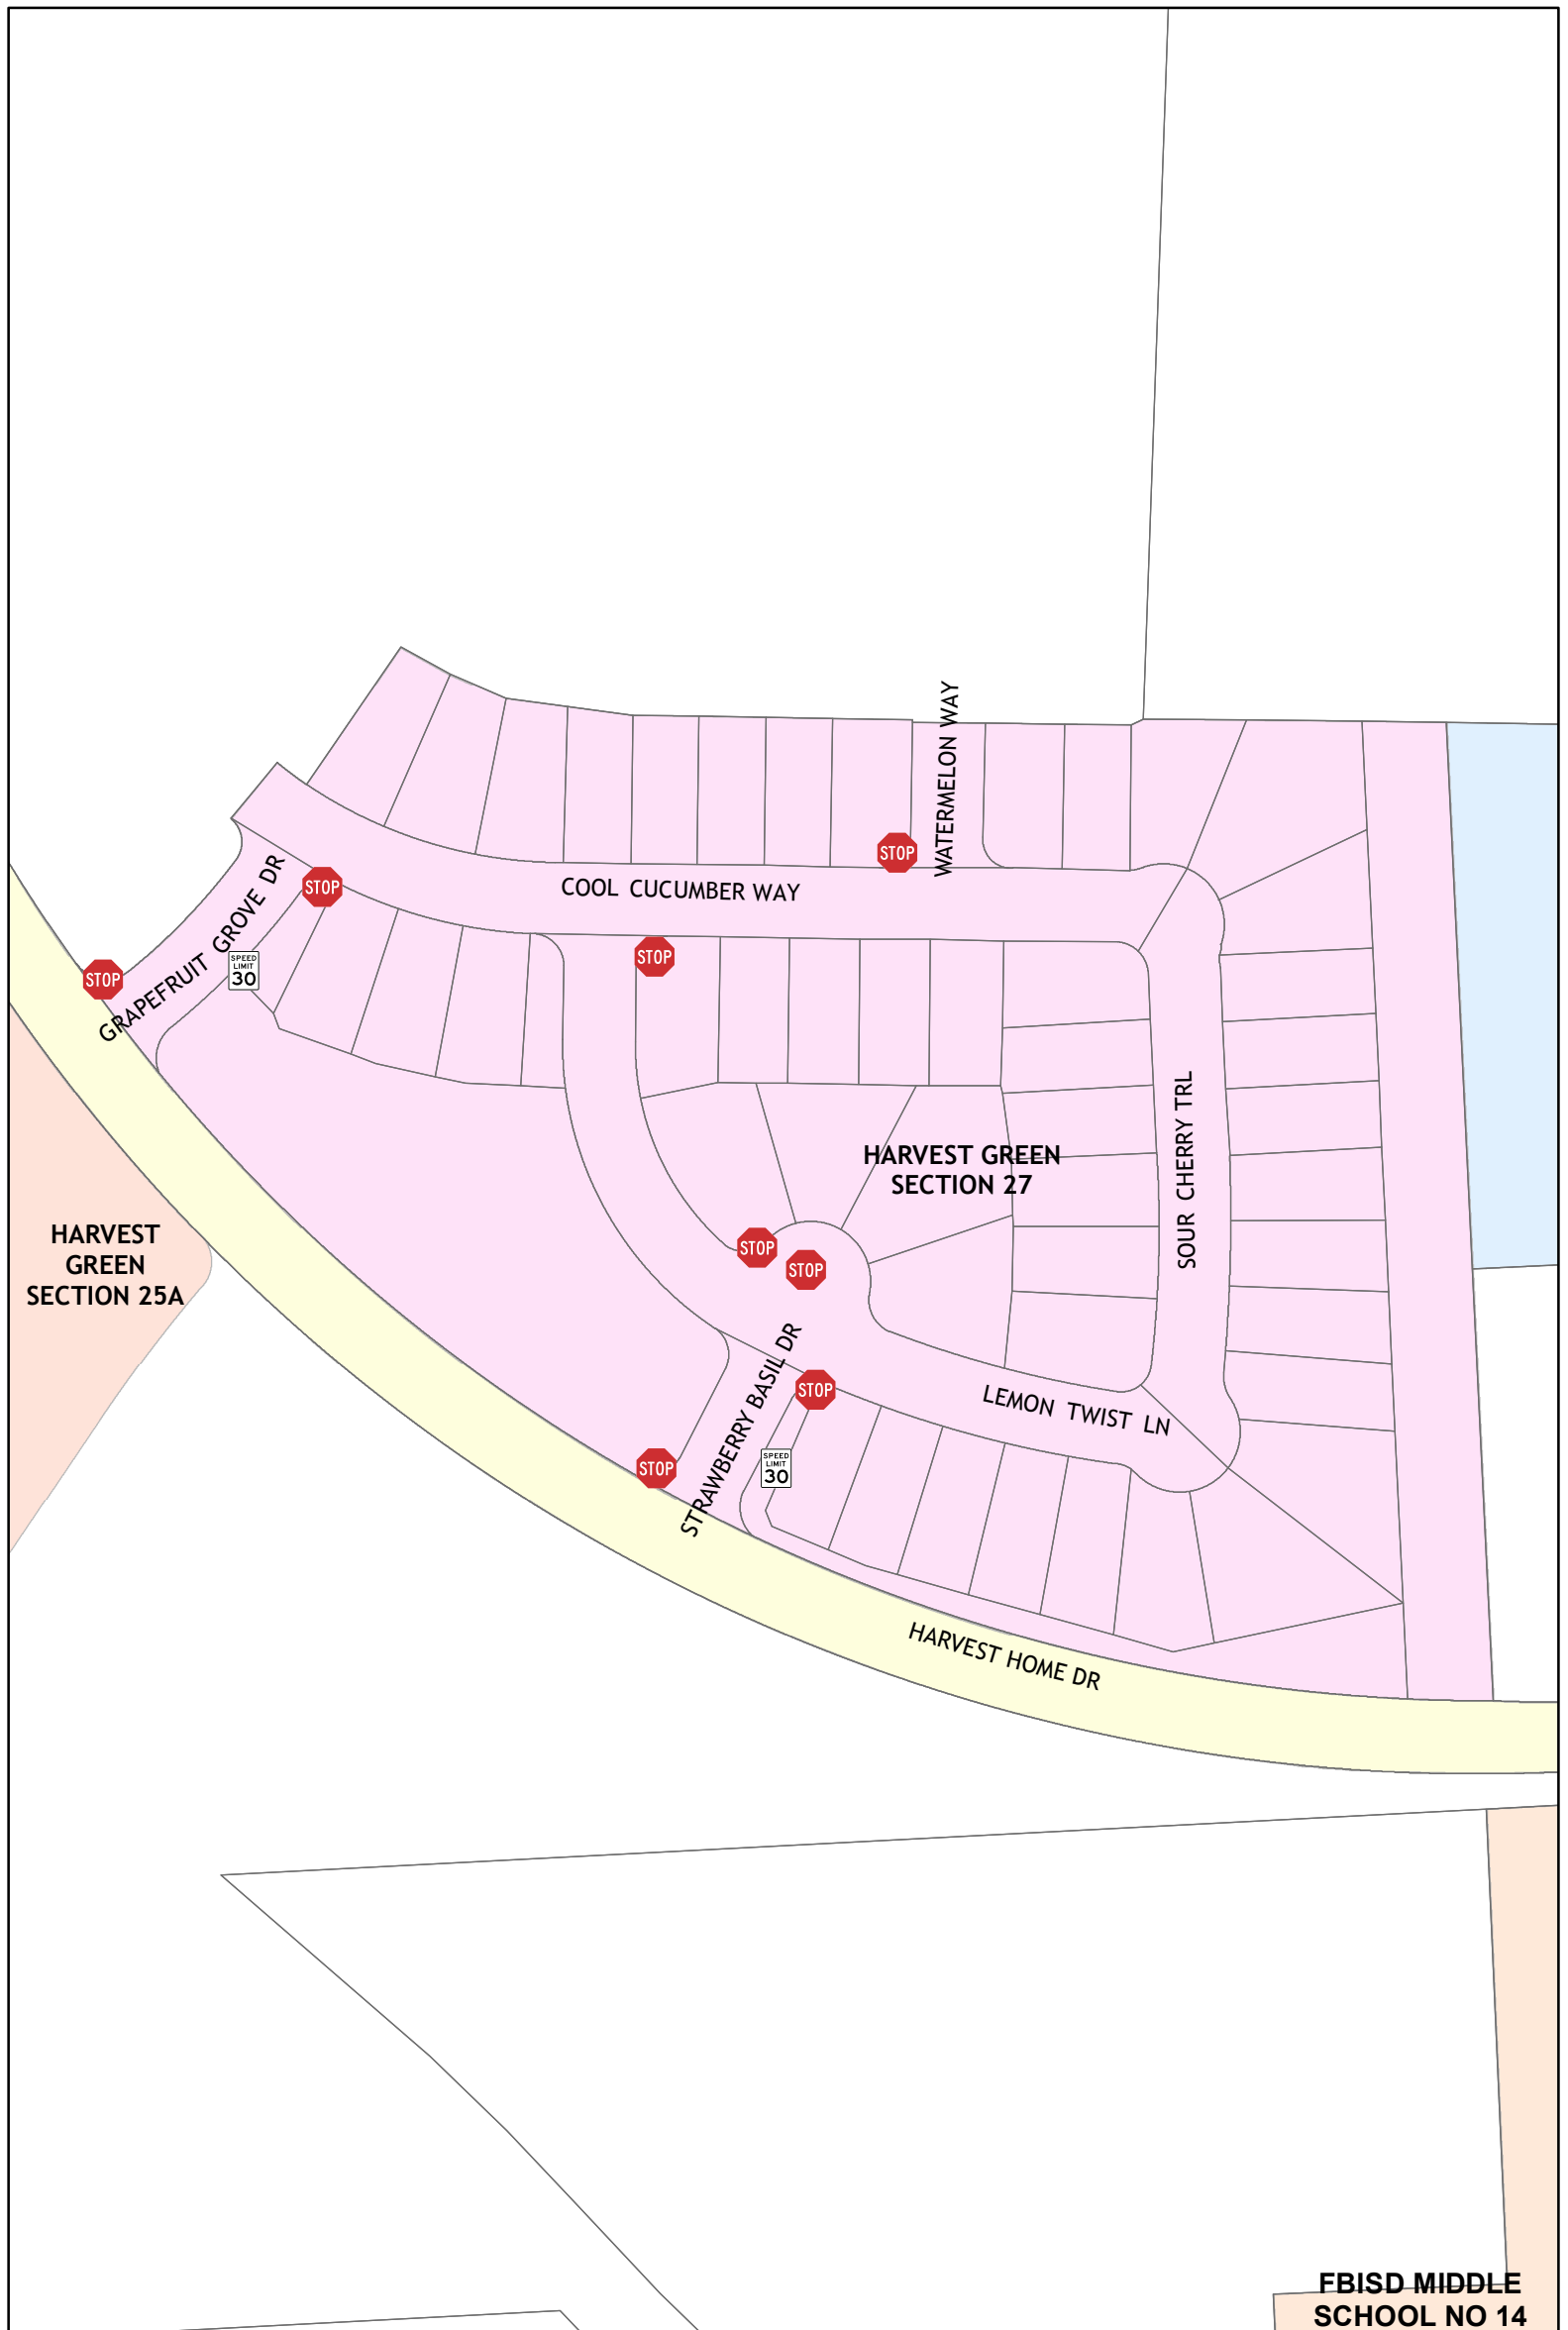 WATERMELON WAY
STOP
GRAPEFRUIT GROVE DR
STOP
COOL CUCUMBER WAY
STOP
STOP
SPEED
LIMIT
30
HARVEST GREEN
SECTION 27
SOUR CHERRY TRL
HARVEST
GREEN
SECTION 25A
STOP
STOP
STRAWBERRY BASIL DR
STOP
LEMON TWIST LN
STOP
SPEED
LIMIT
30
HARVEST HOME DR
FBISD MIDDLE
SCHOOL NO 14